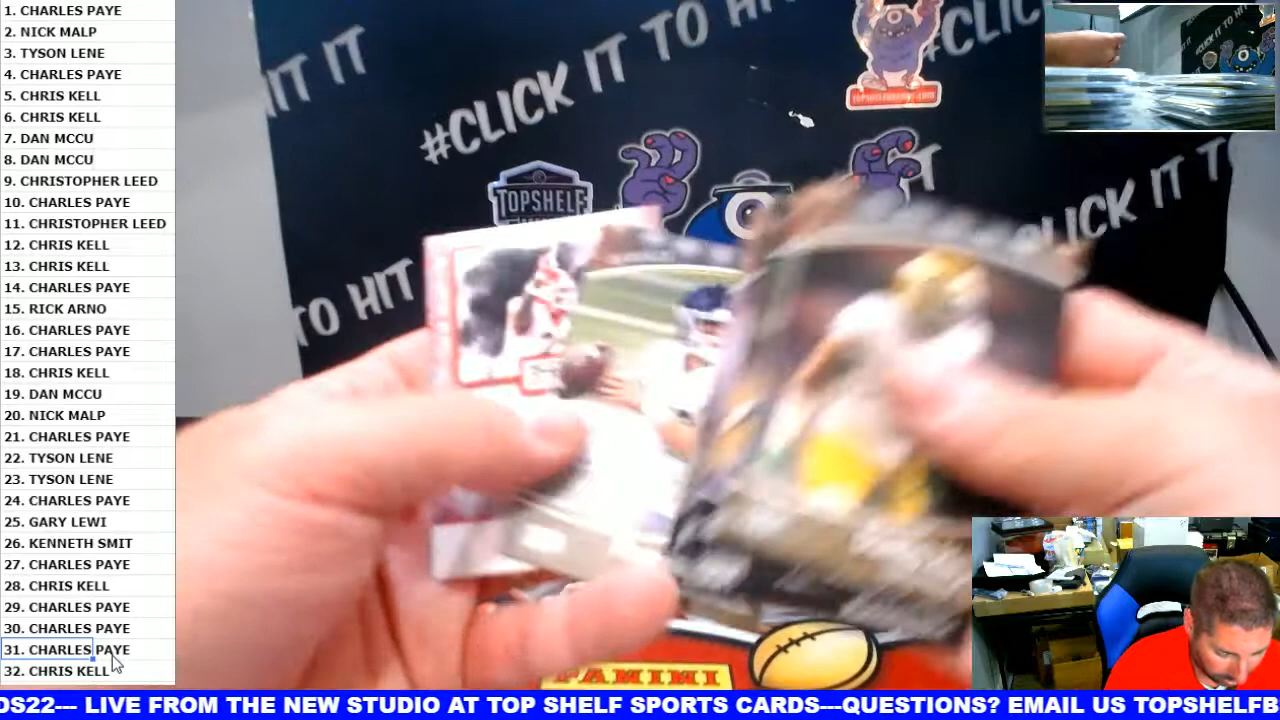 1. CHARLES PAYE
2. NICK MALP
3. TYSON LENE
4. CHARLES PAYE
5. CHRIS KELL
6. CHRIS KELL
7. DAN MCCU
8. DAN MCCU
9. CHRISTOPHER LEED
10. CHARLES PAYE
11. CHRISTOPHER LEED
12. CHRIS KELL
13. CHRIS KELL
14. CHARLES PAYE
15. RICK ARNO
16. CHARLES PAYE
17. CHARLES PAYE
18. CHRIS KELL
19. DAN MCCU
20. NICK MALP
21. CHARLES PAYE
22. TYSON LENE
23. TYSON LENE
24. CHARLES PAYE
25. GARY LEWI
26. KENNETH SMIT
27. CHARLES PAYE
28. CHRIS KELL
29. CHARLES PAYE
30. CHARLES PAYE
31. CHARLES PAYE
32. CHRIS KELL
HIT IT
#CLICK IT TO HIT
#CLIC
TOPSHELF
IT
CLICK IT T
TO HIT
PANINI
OS22--- LIVE FROM THE NEW STUDIO AT TOP SHELF SPORTS CARDS---QUESTIONS? EMAIL US TOPSHELFB